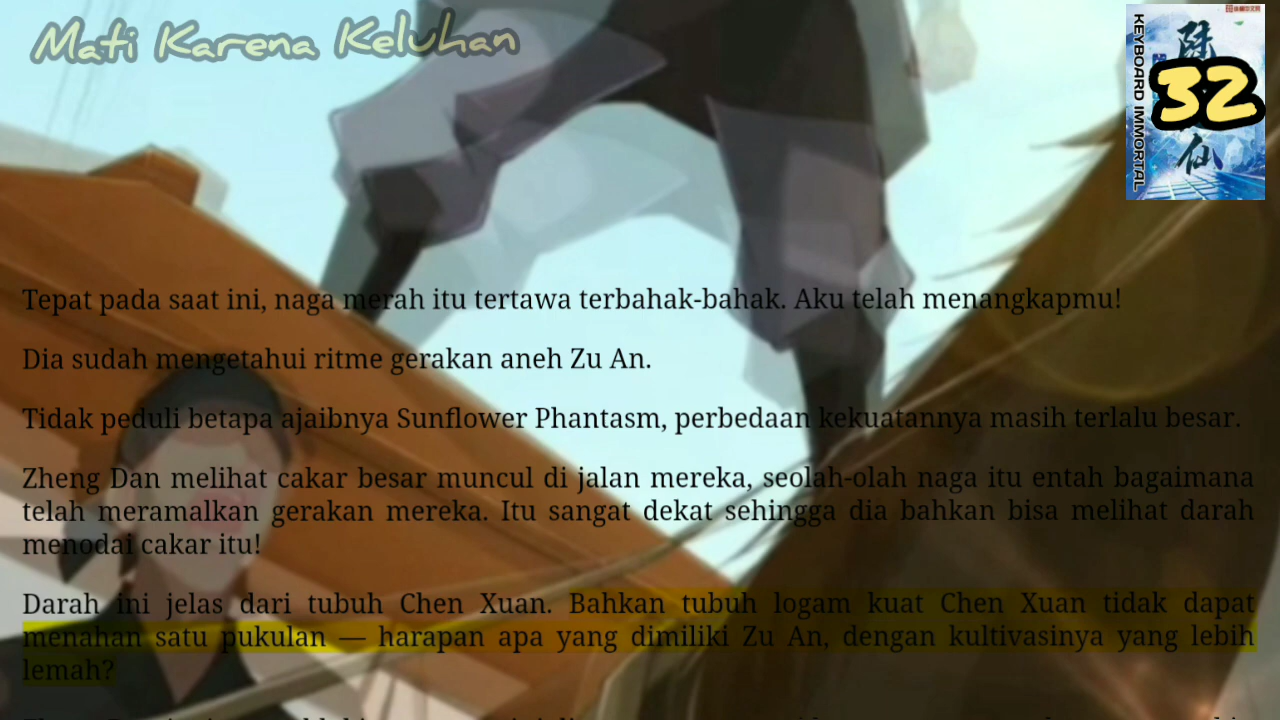 Mati Karena Keluhan
KEYBOARD IMMORTAL
32
仙
Tepat pada saat ini, naga merah itu tertawa terbahak-bahak. Aku telah menangkapmu!
Dia sudah mengetahui ritme gerakan aneh Zu An.
Tidak peduli betapa ajaibnya Sunflower Phantasm, perbedaan kekuatannya masih terlalu besar.
Zheng Dan melihat cakar besar muncul di jalan mereka, seolah-olah naga itu entah bagaimana
telah meramalkan gerakan mereka. Itu sangat dekat sehingga dia bahkan bisa melihat darah
menodai cakar itu!
Darah ini jelas dari tubuh Chen Xuan. Bahkan tubuh logam kuat Chen Xuan tidak dapat
menahan satu pukulan — harapan apa yang dimiliki Zu An, dengan kultivasinya yang lebih
lemah?